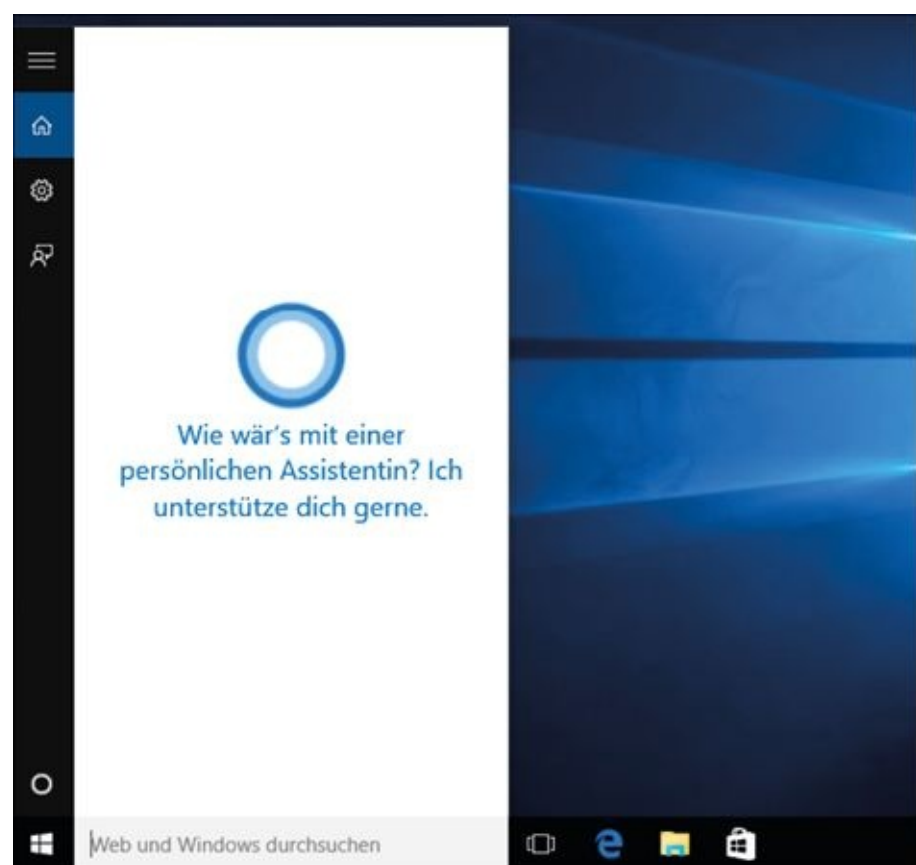 Wie wär's mit einer
persönlichen Assistentin? Ich
unterstütze dich gerne.
Web und Windows durchsuchen